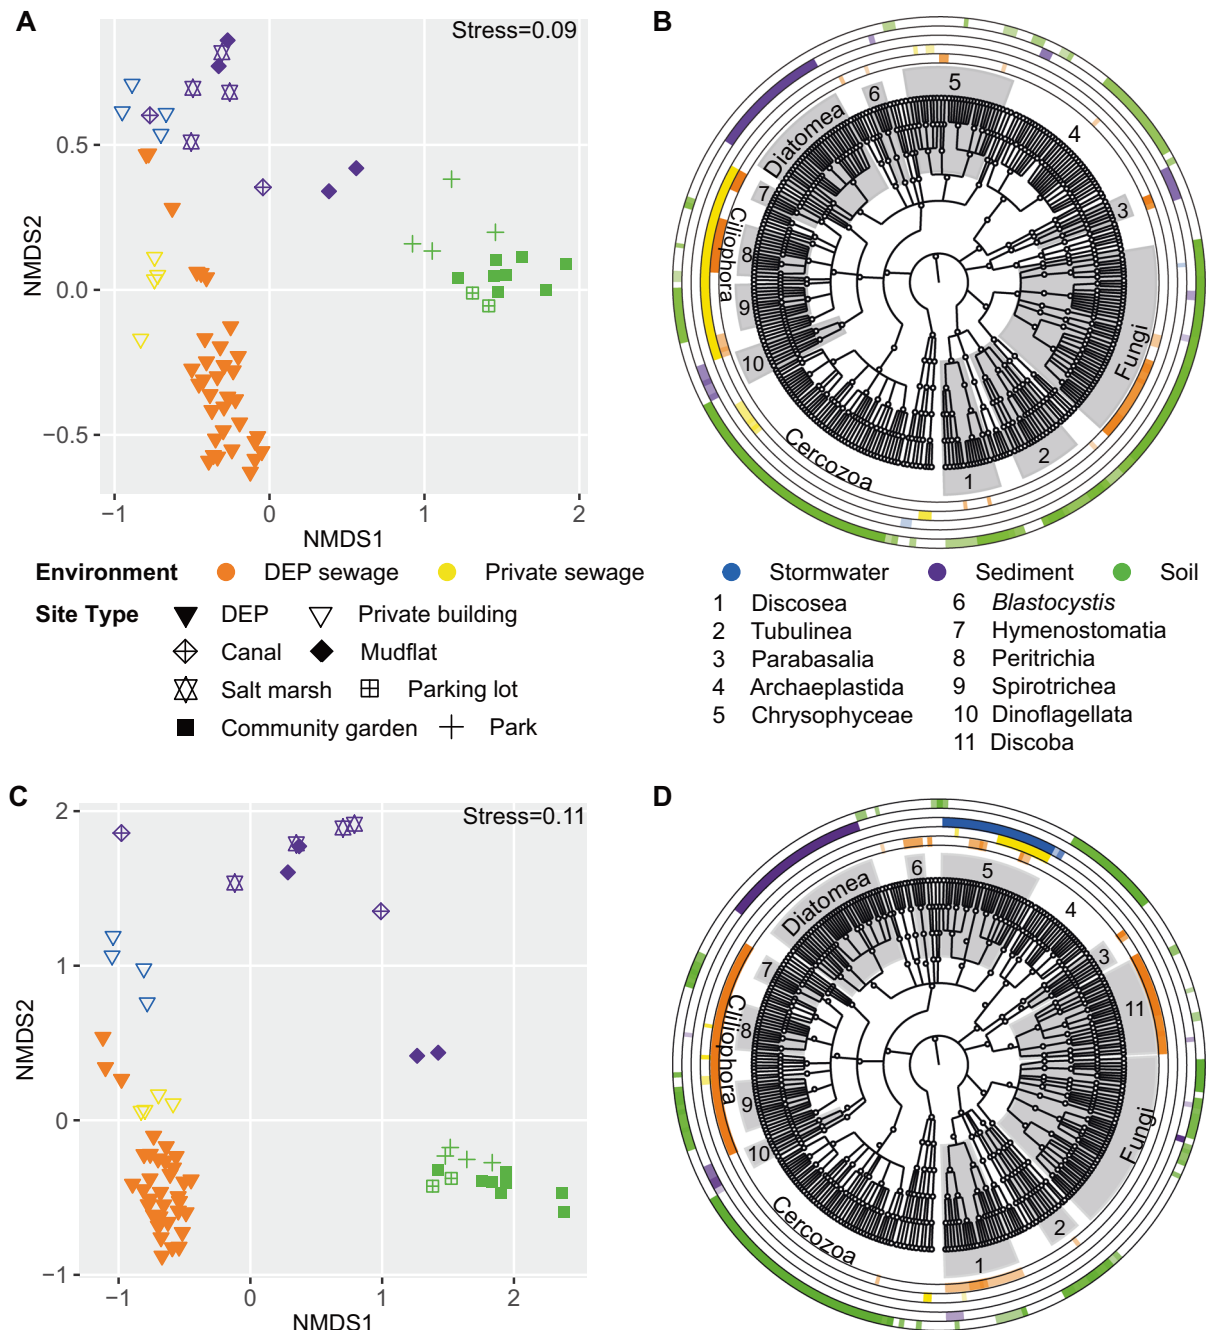 A
Stress=0.09
0.5
0.0
−0.5
NMDS2
−1
0
1
2
NMDS1
B
Diatomea
6
5
4
3
7
Ciliophora
8
9
10
Fungi
2
1
Cercozoa
Environment
DEP sewage
Private sewage
Stormwater
Sediment
Soil
Site Type
DEP
Private building
Canal
Mudflat
Salt marsh
Parking lot
Community garden
Park
1 Discosea
2 Tubulinea
3 Parabasalia
4 Archaeplastida
5 Chrysophyceae
6 Blastocystis
7 Hymenostomatia
8 Peritrichia
9 Spirotrichea
10 Dinoflagellata
11 Discoba
C
Stress=0.11
2
1
0
−1
NMDS2
−1
0
1
2
NMDS1
D
Diatomea
6
5
4
3
11
7
Ciliophora
8
9
10
Fungi
2
1
Cercozoa